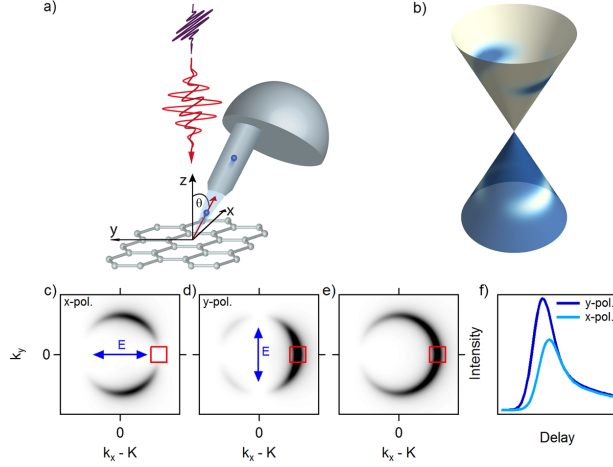 a)
b)
z
θ
x
y
c)
x-pol.
d)
y-pol.
e)
f)
y-pol.
x-pol.
E
E
k_y
0
Intensity
0
0
0
k_x - K
k_x - K
k_x - K
Delay